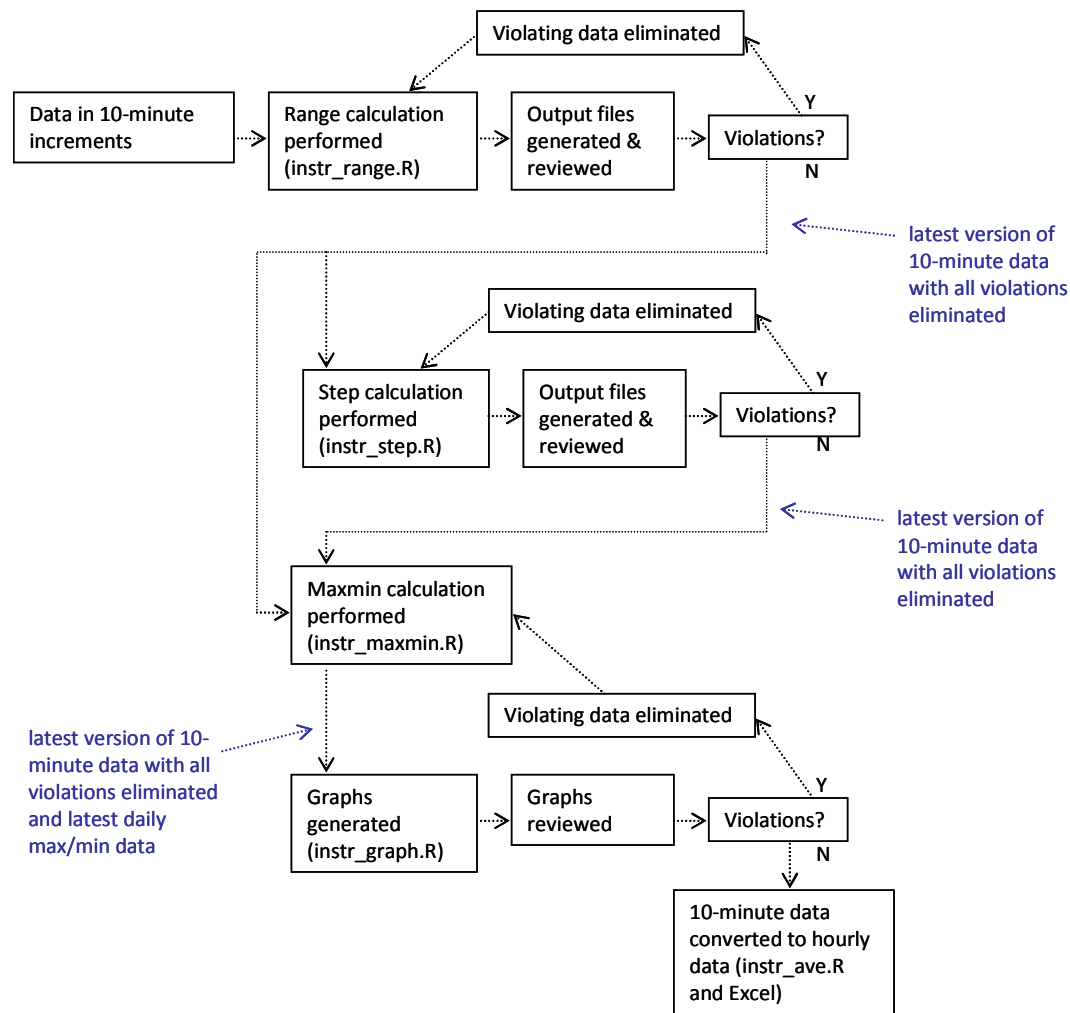 Violating data eliminated
Data in 10-minute
increments
Range calculation
performed
(instr_range.R)
Output files
generated &
reviewed
Y
Violations?
N
latest version of
10-minute data
with all violations
eliminated
Violating data eliminated
Step calculation
performed
(instr_step.R)
Output files
generated &
reviewed
Y
Violations?
N
latest version of
10-minute data
with all violations
eliminated
Maxmin calculation
performed
(instr_maxmin.R)
Violating data eliminated
latest version of 10-
minute data with all
violations eliminated
and latest daily
max/min data
Graphs
generated
(instr_graph.R)
Graphs
reviewed
Y
Violations?
N
10-minute data
converted to hourly
data (instr_ave.R
and Excel)